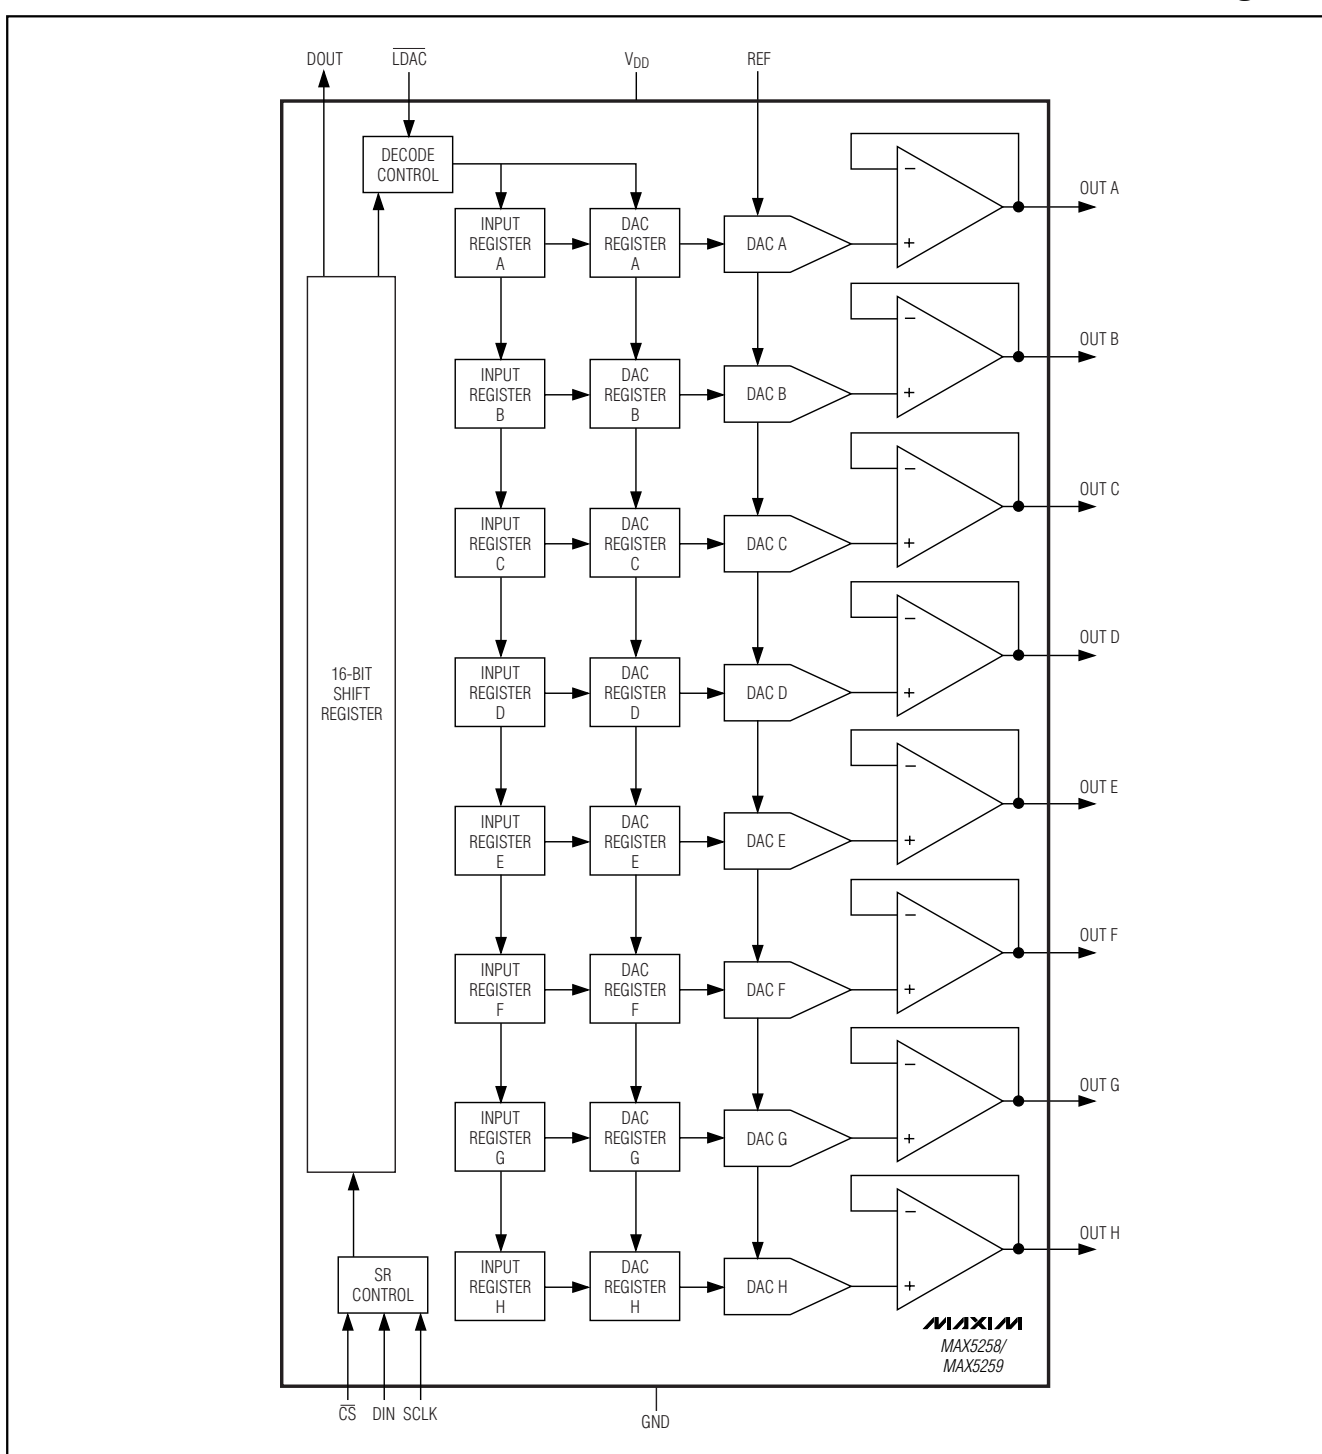 DOUT
LDAC
VDD
REF
DECODE
CONTROL
INPUT
REGISTER
A
DAC
REGISTER
A
DAC A
−
+
OUT A
INPUT
REGISTER
B
DAC
REGISTER
B
DAC B
−
+
OUT B
INPUT
REGISTER
C
DAC
REGISTER
C
DAC C
−
+
OUT C
16-BIT
SHIFT
REGISTER
INPUT
REGISTER
D
DAC
REGISTER
D
DAC D
−
+
OUT D
INPUT
REGISTER
E
DAC
REGISTER
E
DAC E
−
+
OUT E
INPUT
REGISTER
F
DAC
REGISTER
F
DAC F
−
+
OUT F
INPUT
REGISTER
G
DAC
REGISTER
G
DAC G
−
+
OUT G
SR
CONTROL
INPUT
REGISTER
H
DAC
REGISTER
H
DAC H
−
+
OUT H
MAXIM
MAX5258/
MAX5259
CS
DIN
SCLK
GND